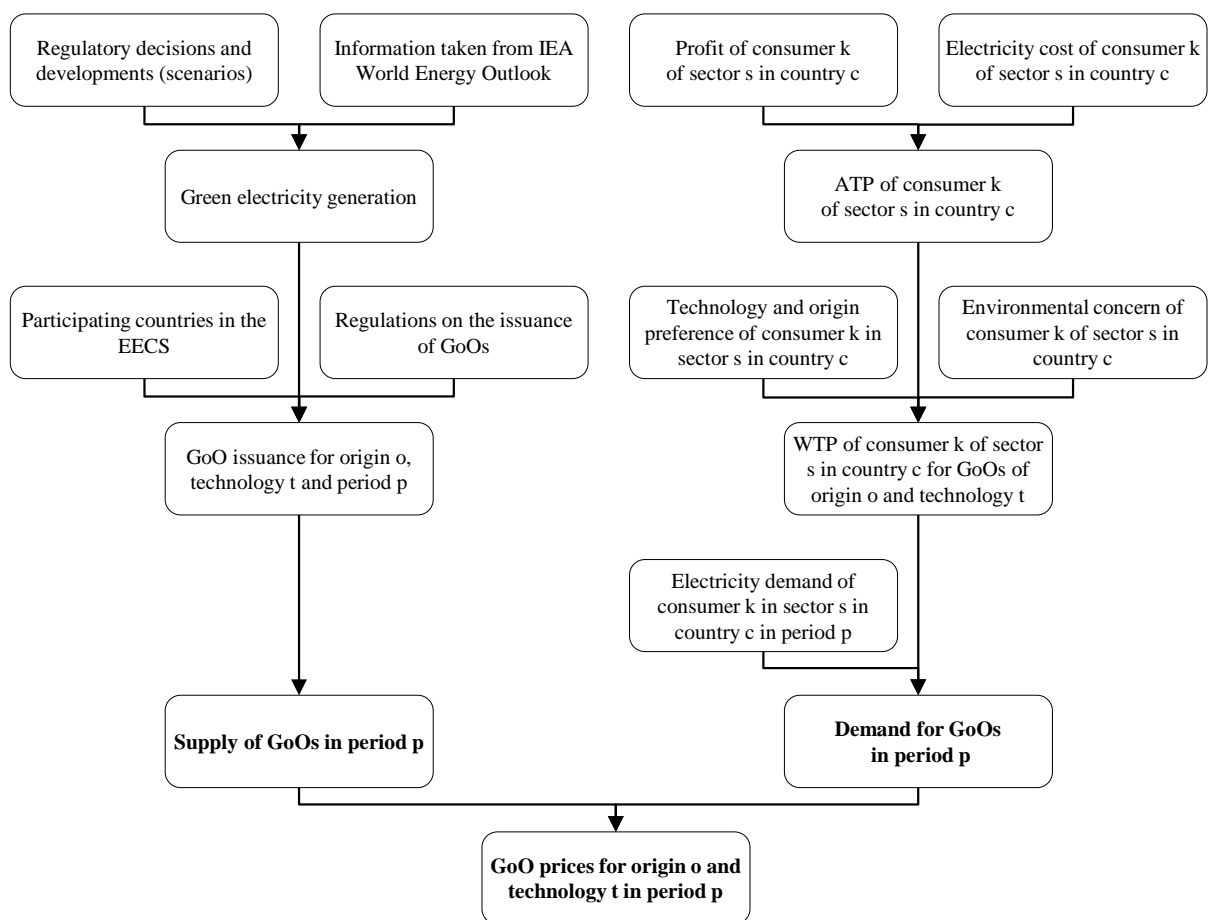 Regulatory decisions and
developments (scenarios)
Information taken from IEA
World Energy Outlook
Profit of consumer k
of sector s in country c
Electricity cost of consumer k
of sector s in country c
Green electricity generation
ATP of consumer k
of sector s in country c
Participating countries in the
EECS
Regulations on the issuance
of GoOs
Technology and origin
preference of consumer k in
sector s in country c
Environmental concern of
consumer k of sector s in
country c
GoO issuance for origin o,
technology t and period p
WTP of consumer k of sector
s in country c for GoOs of
origin o and technology t
Electricity demand of
consumer k in sector s in
country c in period p
Supply of GoOs in period p
Demand for GoOs
in period p
GoO prices for origin o and
technology t in period p